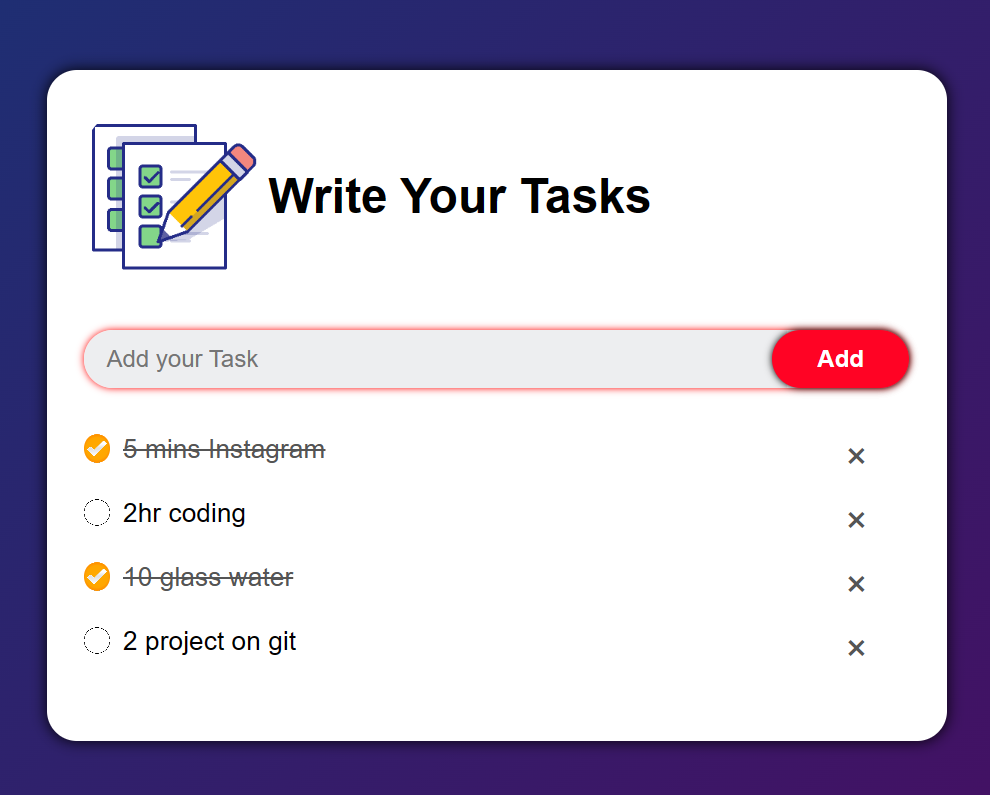 Write Your Tasks
Add your Task
Add
5 mins Instagram
×
2hr coding
×
10 glass water
×
2 project on git
×